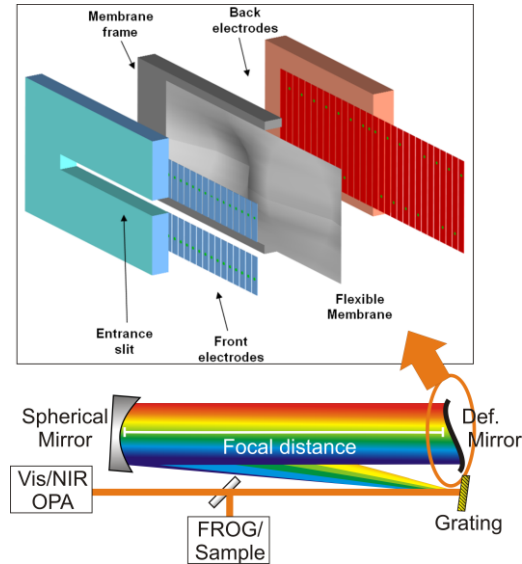 Membrane
frame
Back
electrodes
Entrance
slit
Front
electrodes
Flexible
Membrane
Spherical
Mirror
Focal distance
Def.
Mirror
Vis/NIR
OPA
FROG/
Sample
Grating